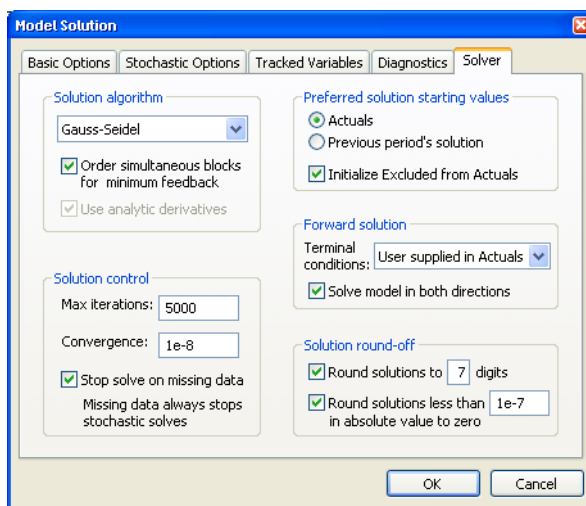 Model Solution
Basic Options
Stochastic Options
Tracked Variables
Diagnostics
Solver
Solution algorithm
Gauss-Seidel
Order simultaneous blocks
for minimum feedback
Use analytic derivatives
Solution control
Max iterations: 5000
Convergence: 1e-8
Stop solve on missing data
Missing data always stops
stochastic solves
Preferred solution starting values
Actuals
Previous period's solution
Initialize Excluded from Actuals
Forward solution
Terminal
conditions: User supplied in Actuals
Solve model in both directions
Solution round-off
Round solutions to 7 digits
Round solutions less than 1e-7
in absolute value to zero
OK
Cancel